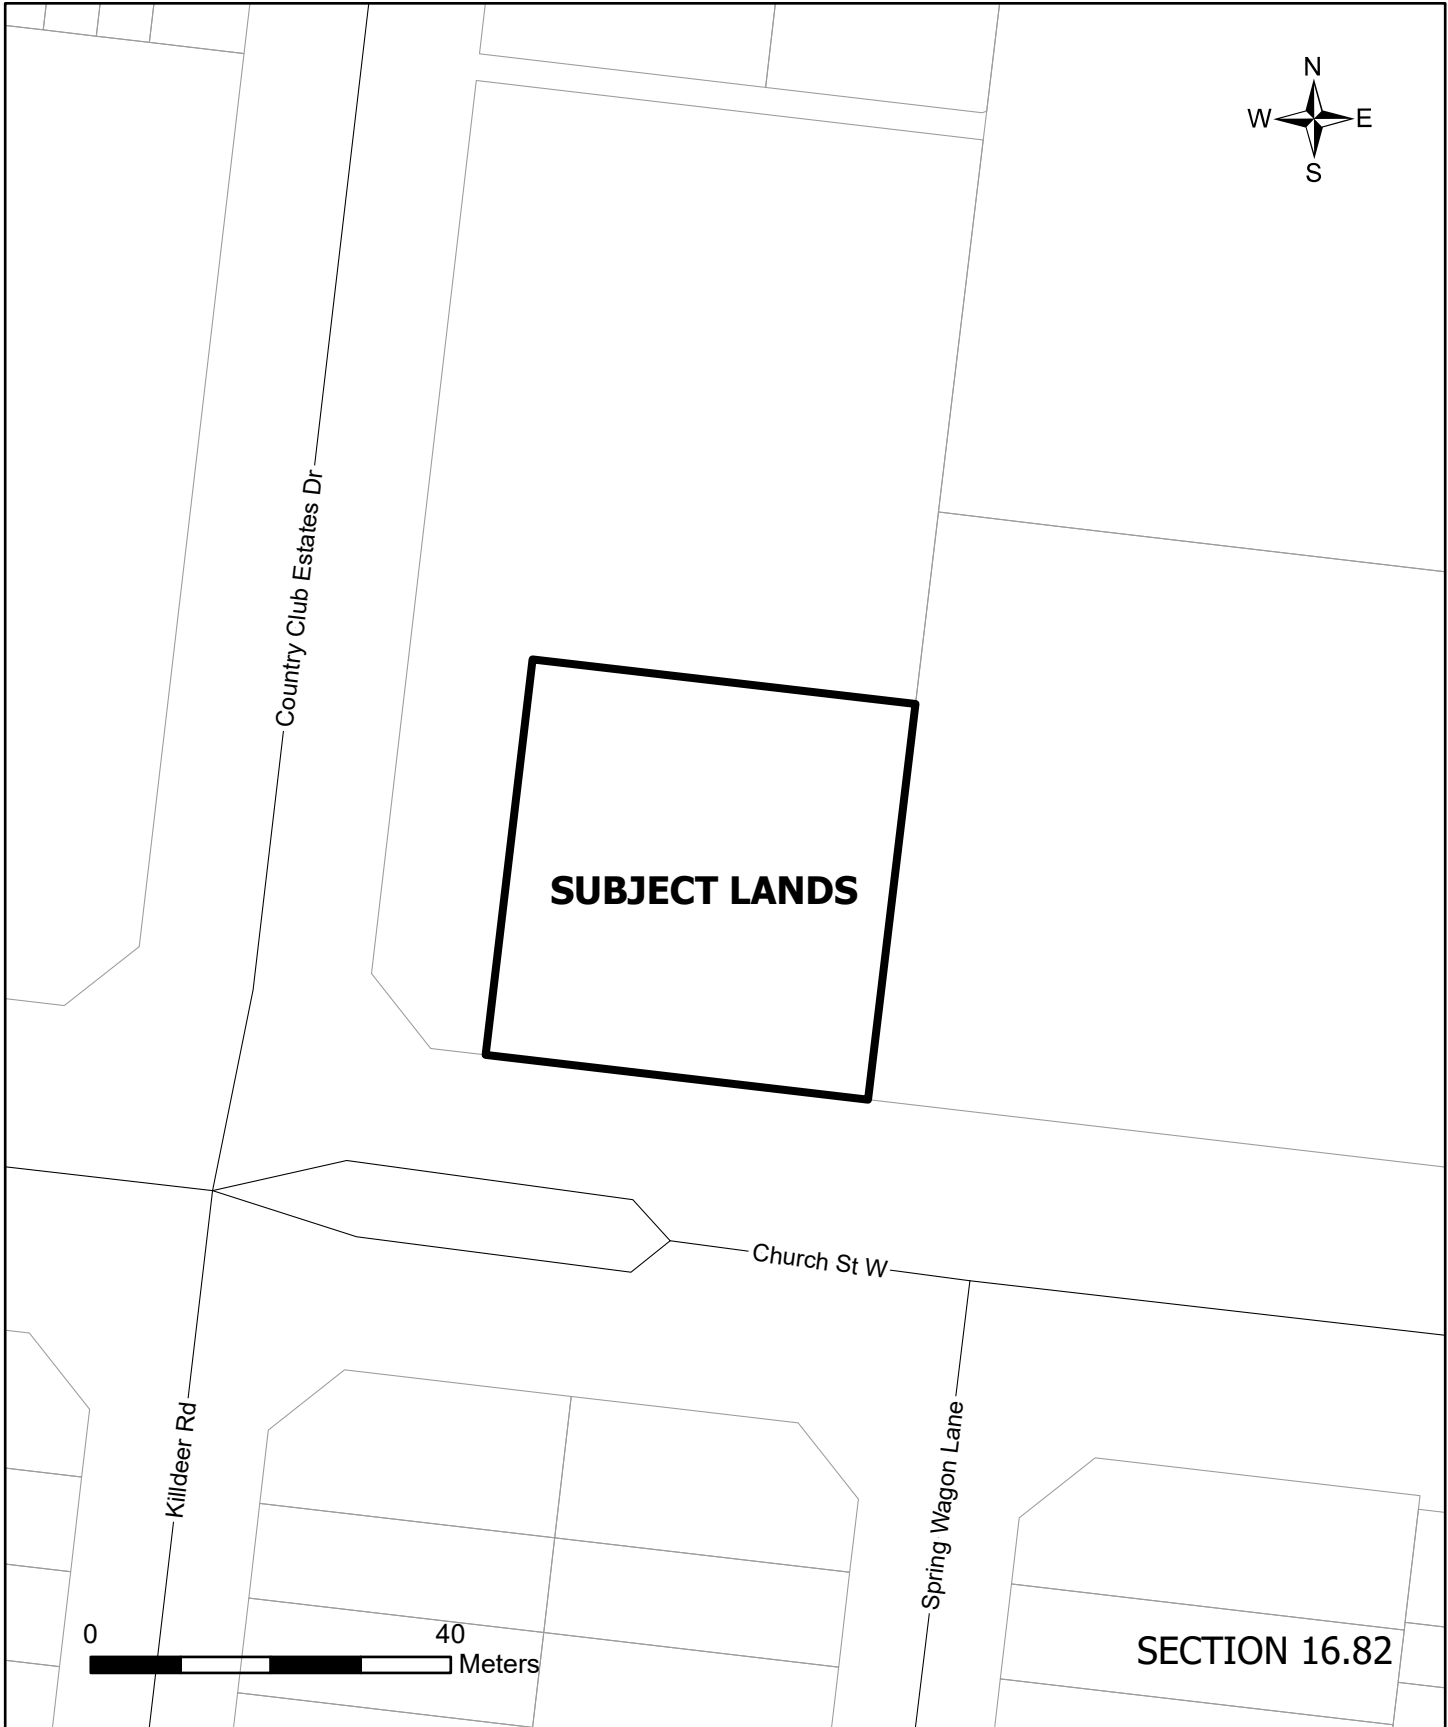 N
W E
S
Country Club Estates Dr
SUBJECT LANDS
Church St W
Killdeer Rd
Spring Wagon Lane
0 40
Meters
SECTION 16.82